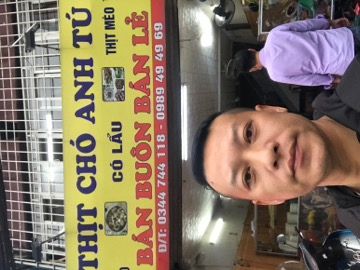 THỊT CHÓ ANH TÚ
CÓ LẨU
THỊT MÈO
BÁN BUÔN BÁN LẺ
Đ/T: 0344 744 118 - 0989 49 49 69